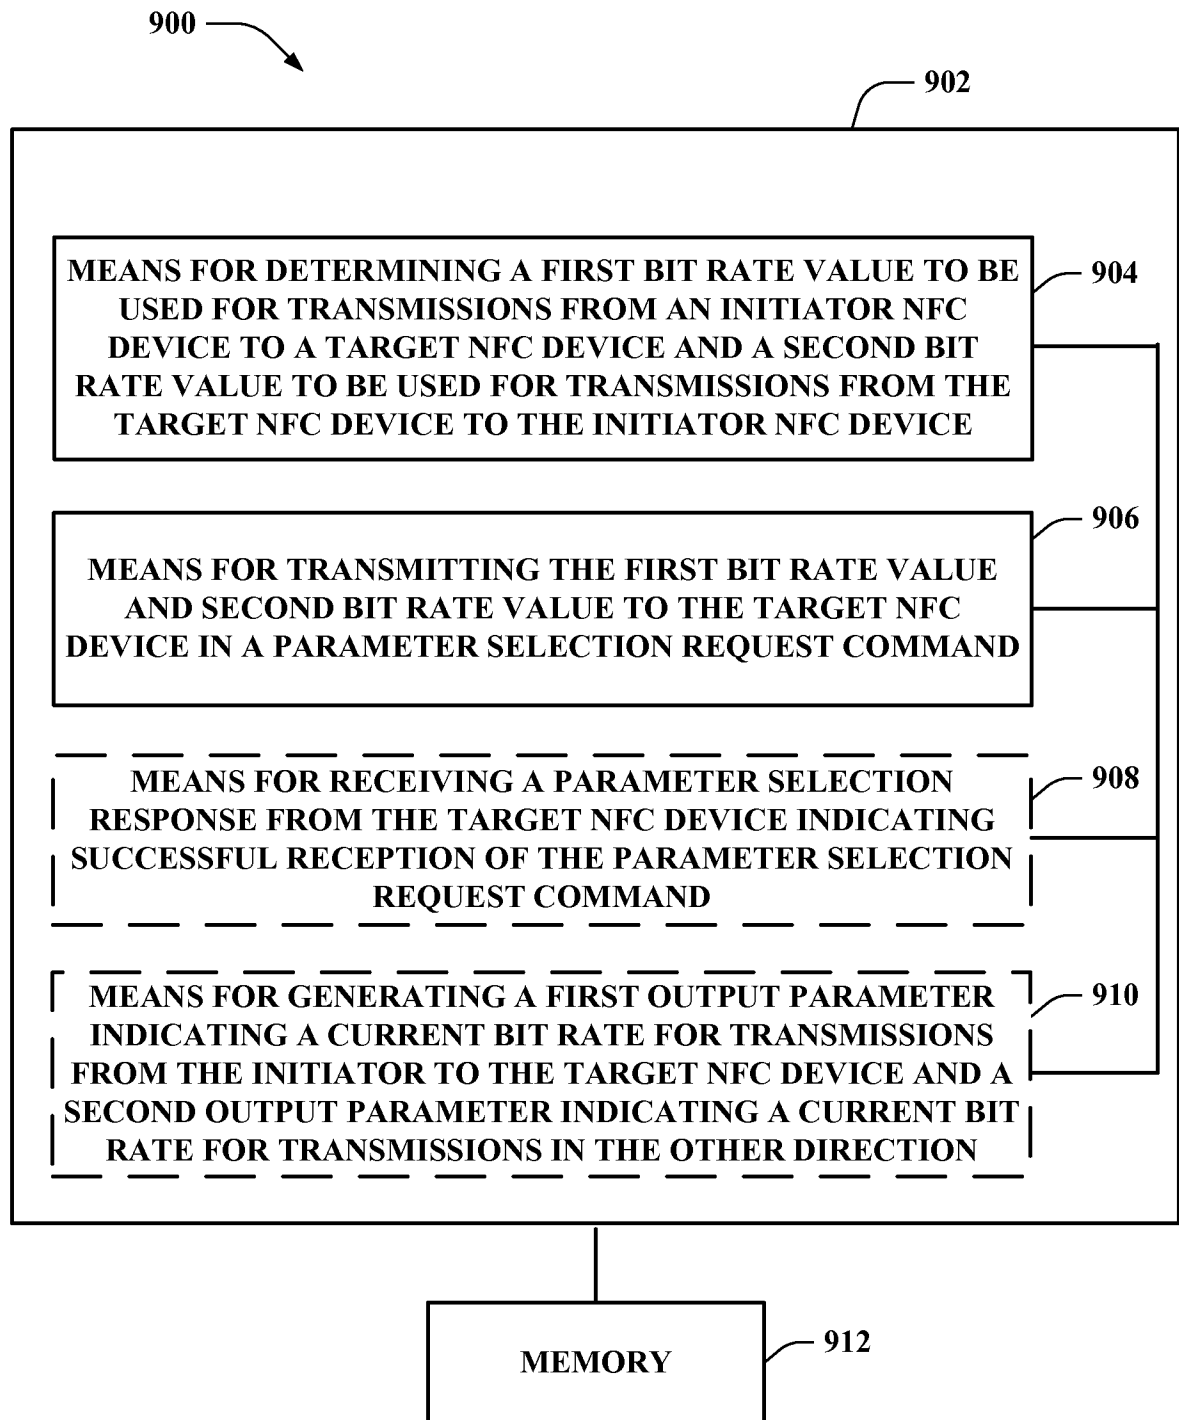 900
902
MEANS FOR DETERMINING A FIRST BIT RATE VALUE TO BE
USED FOR TRANSMISSIONS FROM AN INITIATOR NFC
DEVICE TO A TARGET NFC DEVICE AND A SECOND BIT
RATE VALUE TO BE USED FOR TRANSMISSIONS FROM THE
TARGET NFC DEVICE TO THE INITIATOR NFC DEVICE
904
MEANS FOR TRANSMITTING THE FIRST BIT RATE VALUE
AND SECOND BIT RATE VALUE TO THE TARGET NFC
DEVICE IN A PARAMETER SELECTION REQUEST COMMAND
906
MEANS FOR RECEIVING A PARAMETER SELECTION
RESPONSE FROM THE TARGET NFC DEVICE INDICATING
SUCCESSFUL RECEPTION OF THE PARAMETER SELECTION
REQUEST COMMAND
908
MEANS FOR GENERATING A FIRST OUTPUT PARAMETER
INDICATING A CURRENT BIT RATE FOR TRANSMISSIONS
FROM THE INITIATOR TO THE TARGET NFC DEVICE AND A
SECOND OUTPUT PARAMETER INDICATING A CURRENT BIT
RATE FOR TRANSMISSIONS IN THE OTHER DIRECTION
910
MEMORY
912